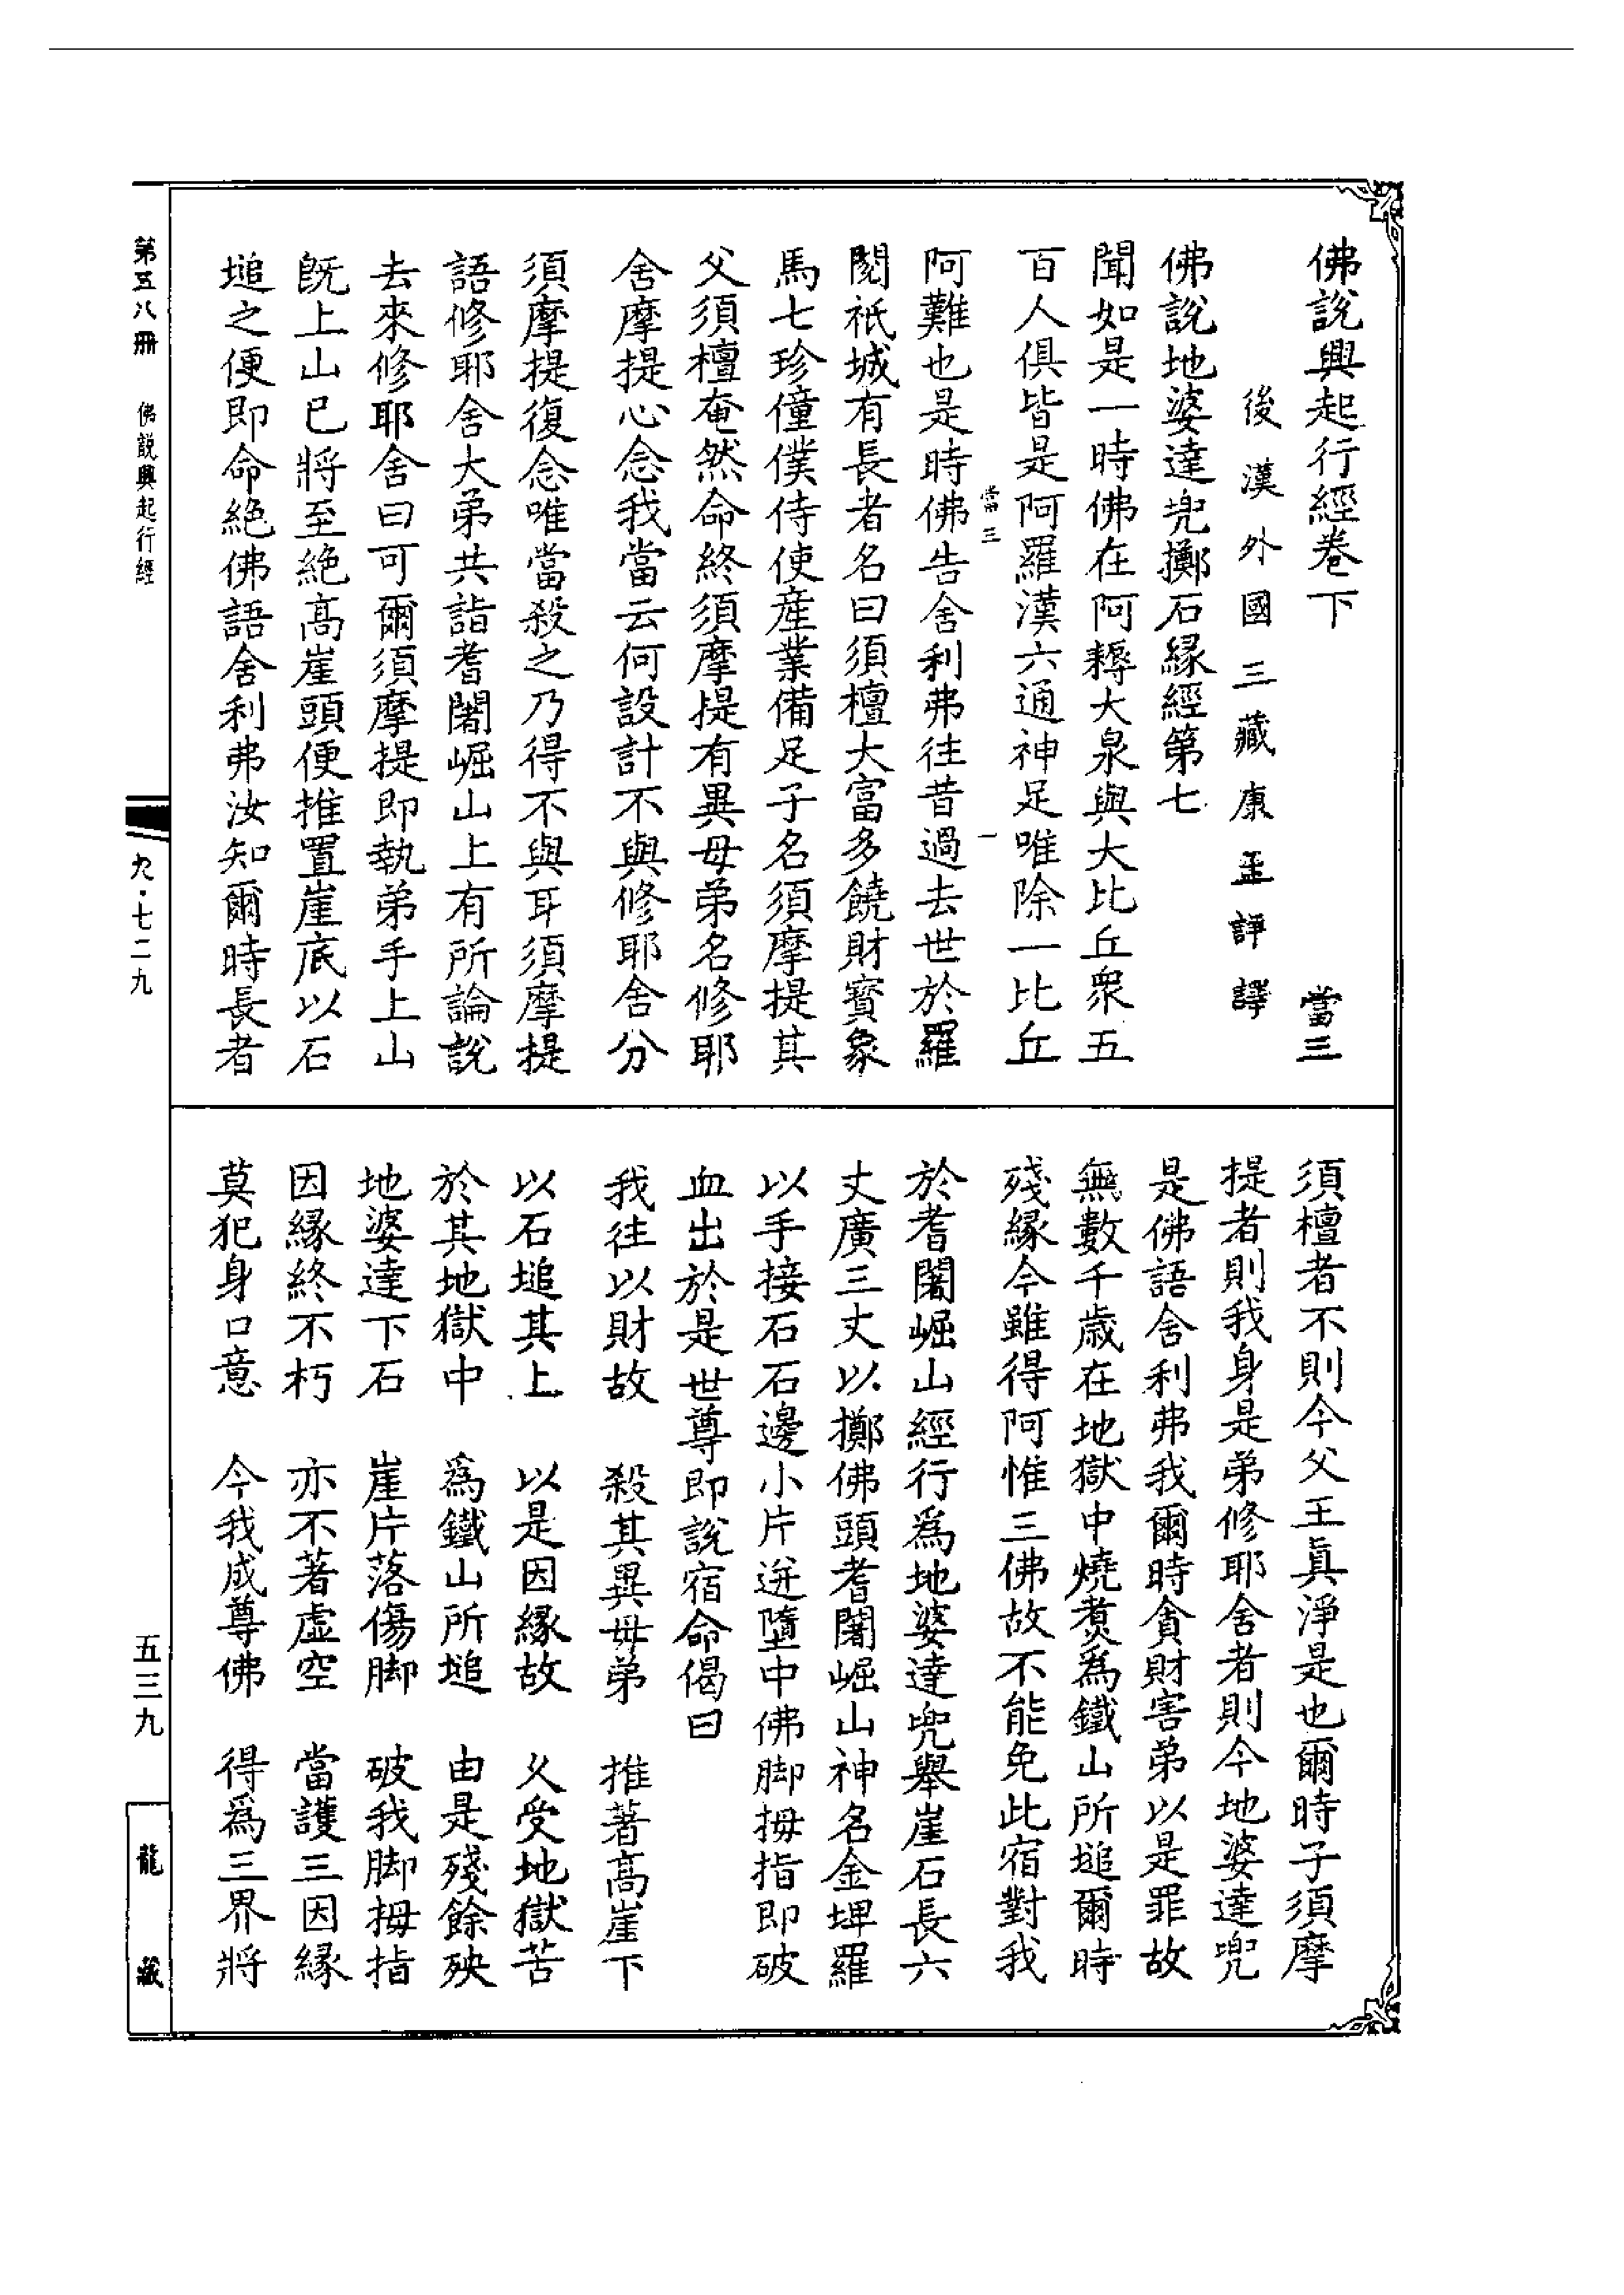 佛說興起行經卷下　當三
後漢外國三藏康孟詳譯
佛說地婆達兜擲石緣經第七
聞如是一時佛在阿耨大泉與大比丘衆五
百人俱皆是阿羅漢六通神足唯除一比丘
當三　一
阿難也是時佛告舍利弗往昔過去世於羅
閱祇城有長者名曰須檀大富多饒財寶象
馬七珍僮僕侍使產業備足子名須摩提其
父須檀奄然命終須摩提有異母弟名修耶
舍摩提心念我當云何設計不與修耶舍分
須摩提復念唯當殺之乃得不與耳須摩提
語修耶舍大弟共詣耆闍崛山上有所論說
去來修耶舍曰可爾須摩提即執弟手上山
旣上山已將至絕高崖頭便推置崖底以石
塠之便即命絕佛語舍利弗汝知爾時長者
須檀者不則今父王真淨是也爾時子須摩
提者則我身是弟修耶舍者則今地婆達兜
是佛語舍利弗我爾時貪財害弟以是罪故
無數千歲在地獄中燒煑爲鐵山所塠爾時
殘緣今雖得阿惟三佛故不能免此宿對我
於耆闍崛山經行爲地婆達兜舉崖石長六
丈廣三丈以擲佛頭耆闍崛山神名金埤羅
以手接石石邊小片迸墮中佛脚拇指即破
血出於是世尊即說宿命偈曰
我往以財故　殺其異母弟　推著高崖下
以石塠其上　以是因緣故　久受地獄苦
於其地獄中　爲鐵山所塠　由是殘餘殃
地婆達下石　崖片落傷脚　破我脚拇指
因緣終不朽　亦不著虛空　當護三因緣
莫犯身口意　今我成尊佛　得爲三界將
第五八冊　佛說興起行經
九·七二九
五三九
龍藏